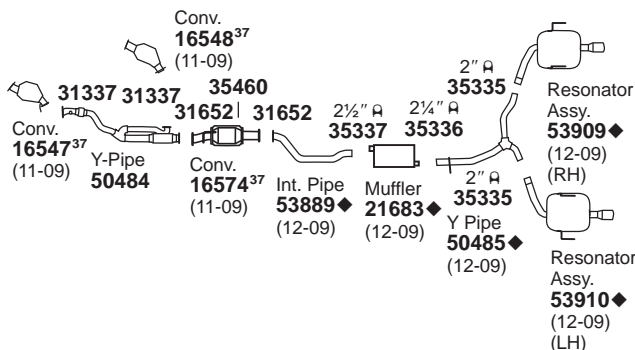 Conv.
16548³⁷
(11-09)
31337 31337
35460
31652 31652
Conv.
16547³⁷
(11-09)
Y-Pipe
50484
Conv.
16574³⁷
(11-09)
2½″
35337
2¼″
35336
2″
35335
Int. Pipe
53889◆
(12-09)
Muffler
21683◆
(12-09)
2″
35335
Y Pipe
50485◆
(12-09)
Resonator
Assy.
53909◆
(12-09)
(RH)
Resonator
Assy.
53910◆
(12-09)
(LH)